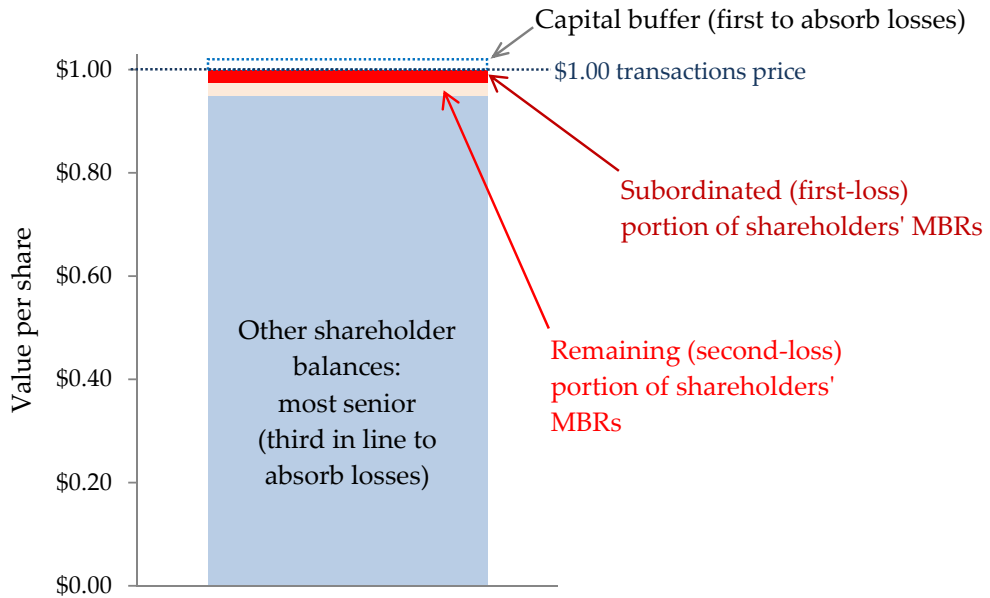 Capital buffer (first to absorb losses)
$1.00
$1.00 transactions price
$0.80
Subordinated (first-loss)
portion of shareholders' MBRs
$0.60
Value per share
Other shareholder
balances:
most senior
(third in line to
absorb losses)
Remaining (second-loss)
portion of shareholders'
MBRs
$0.40
$0.20
$0.00